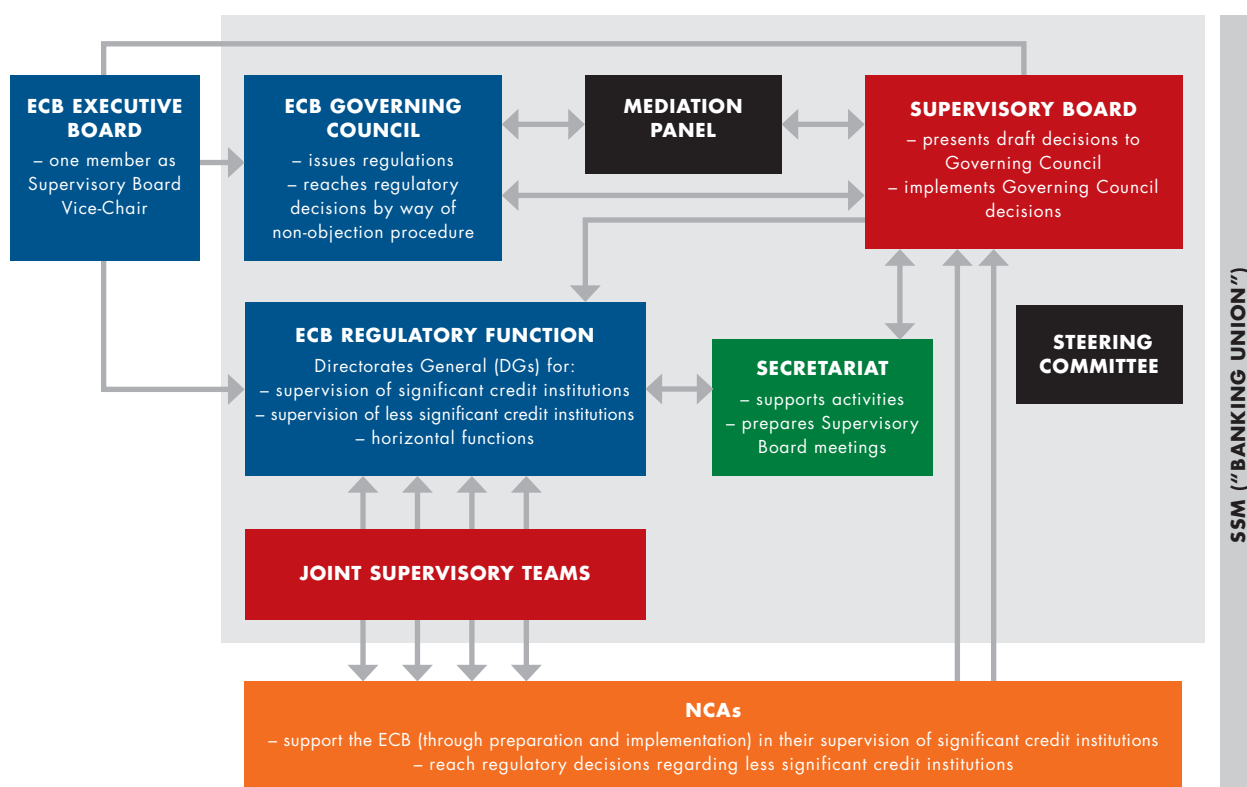 ECB EXECUTIVE
BOARD
– one member as
Supervisory Board
Vice-Chair
ECB GOVERNING
COUNCIL
– issues regulations
– reaches regulatory
decisions by way of
non-objection procedure
MEDIATION
PANEL
SUPERVISORY BOARD
– presents draft decisions to
Governing Council
– implements Governing Council
decisions
ECB REGULATORY FUNCTION
Directorates General (DGs) for:
– supervision of significant credit institutions
– supervision of less significant credit institutions
– horizontal functions
SECRETARIAT
– supports activities
– prepares Supervisory
Board meetings
STEERING
COMMITTEE
JOINT SUPERVISORY TEAMS
NCAs
– support the ECB (through preparation and implementation) in their supervision of significant credit institutions
– reach regulatory decisions regarding less significant credit institutions
SSM ("BANKING UNION")